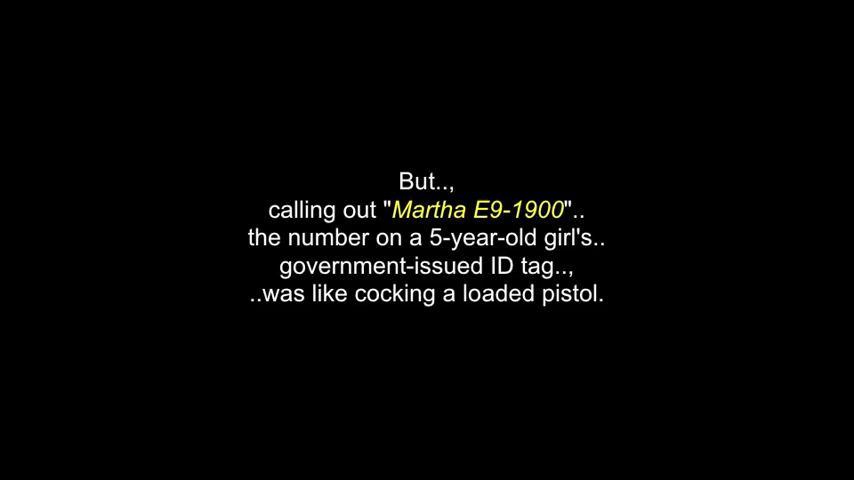 But..,
calling out "Martha E9-1900"..
the number on a 5-year-old girl's..
government-issued ID tag..,
..was like cocking a loaded pistol.